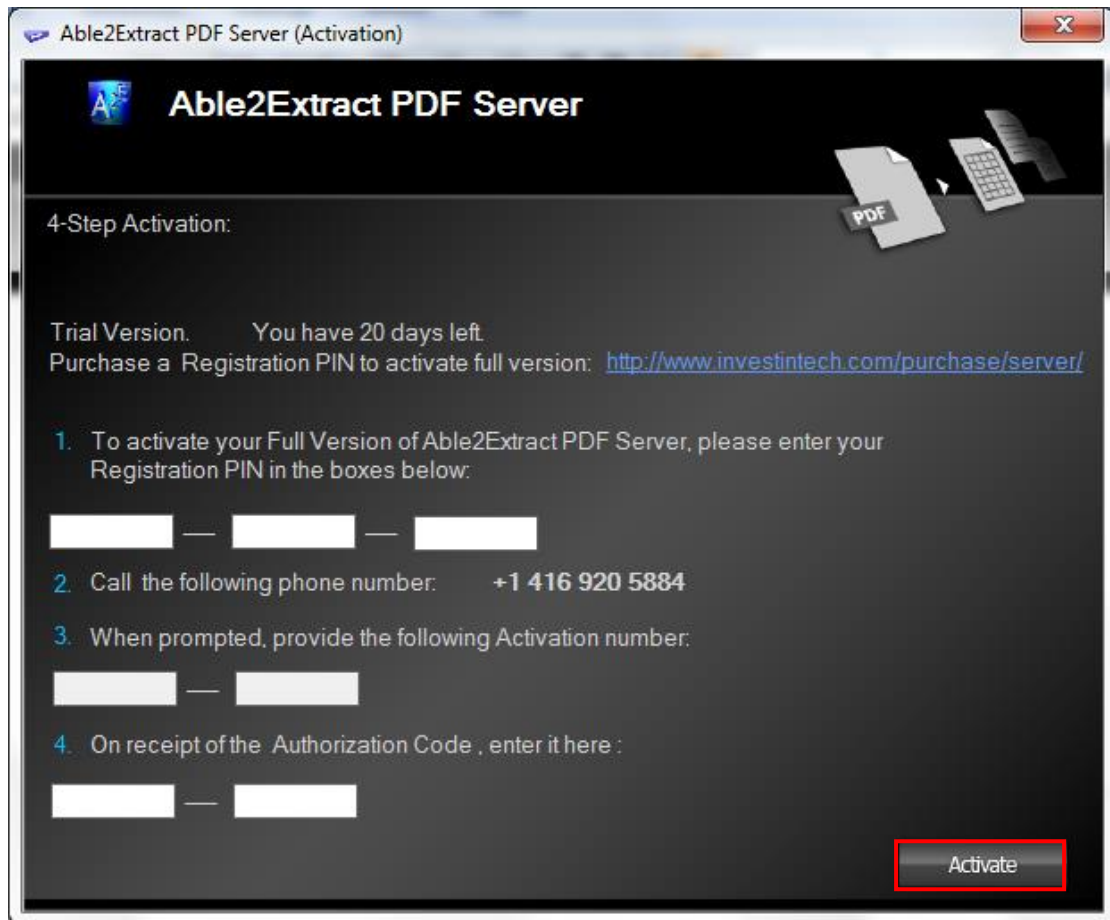 Able2Extract PDF Server (Activation)
A2E
Able2Extract PDF Server
PDF
4-Step Activation:
Trial Version. You have 20 days left.
Purchase a Registration PIN to activate full version: http://www.investintech.com/purchase/server/
1. To activate your Full Version of Able2Extract PDF Server, please enter your
Registration PIN in the boxes below:
2. Call the following phone number: +1 416 920 5884
3. When prompted, provide the following Activation number:
4. On receipt of the Authorization Code , enter it here :
Activate